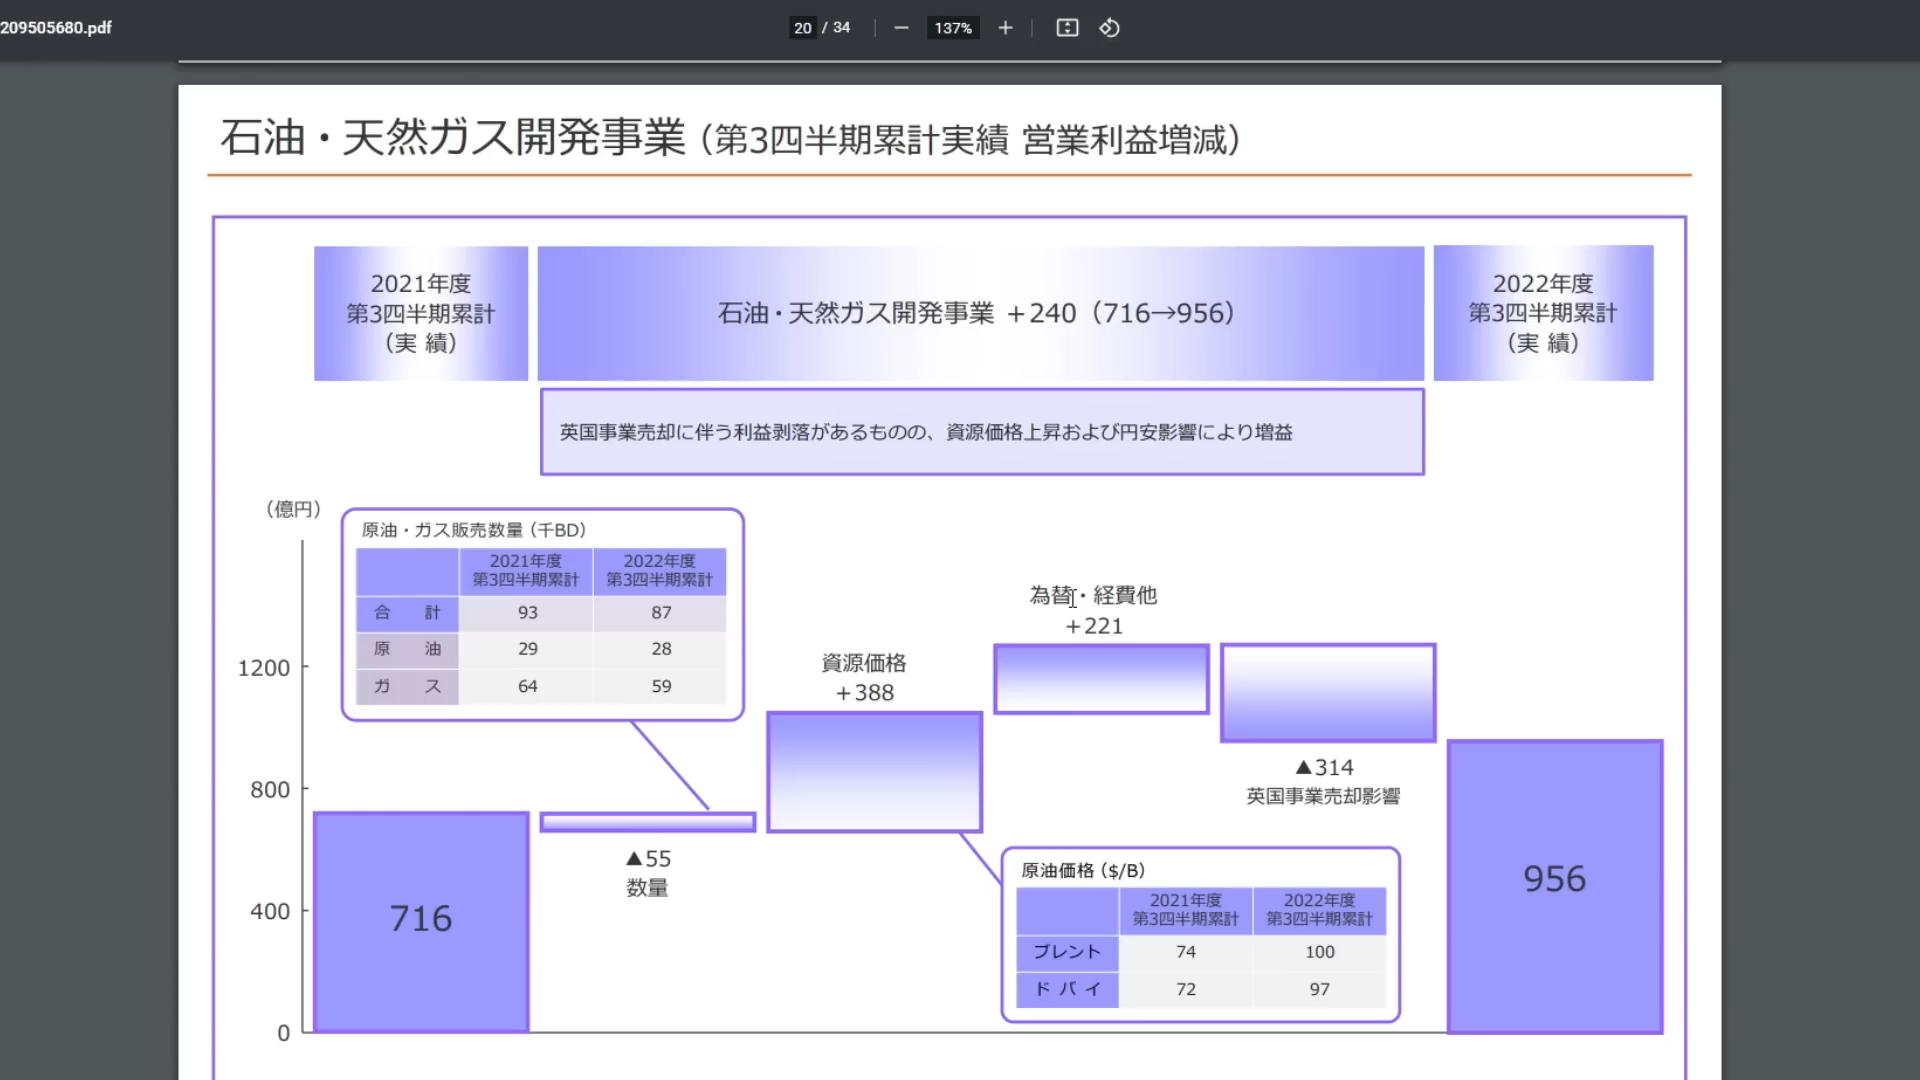 209505680.pdf
20 / 34
137%
石油・天然ガス開発事業（第3四半期累計実績 営業利益増減）
2021年度
第3四半期累計
（実 績）
石油・天然ガス開発事業 ＋240（716→956）
2022年度
第3四半期累計
（実 績）
英国事業売却に伴う利益剥落があるものの、資源価格上昇および円安影響により増益
（億円）
原油・ガス販売数量（千BD）
2021年度 2022年度
第3四半期累計 第3四半期累計
合 計 93 87
原 油 29 28
ガ ス 64 59
為替・経費他
＋221
資源価格
＋388
1200
800
400
0
▲314
英国事業売却影響
▲55
数量
716
956
原油価格（$/B）
2021年度 2022年度
第3四半期累計 第3四半期累計
ブレント 74 100
ド バ イ 72 97